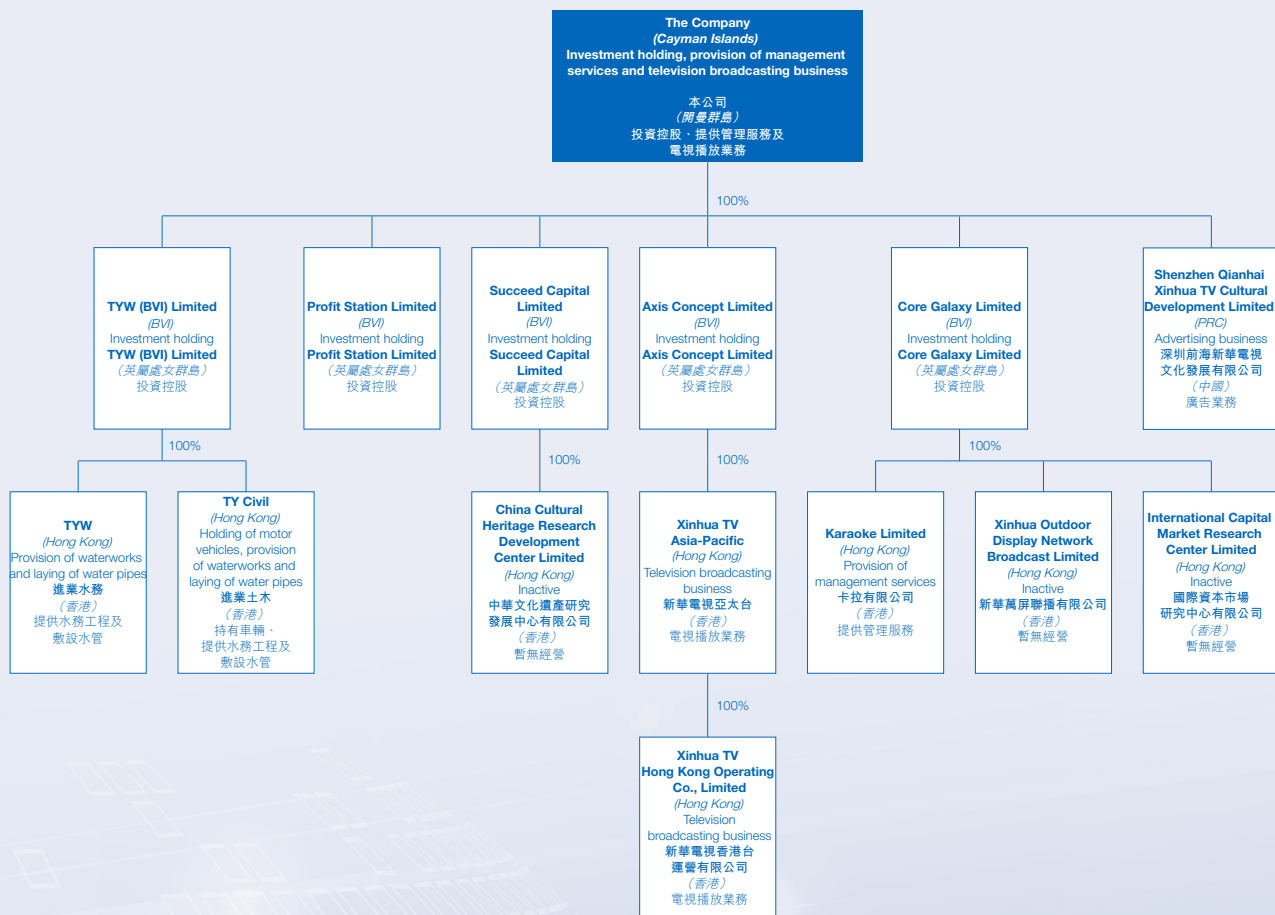 The Company
(Cayman Islands)
Investment holding, provision of management
services and television broadcasting business
本公司
（開曼群島）
投資控股、提供管理服務及
電視播放業務
100%
TYW (BVI) Limited
(BVI)
Investment holding
TYW (BVI) Limited
（英屬處女群島）
投資控股
Profit Station Limited
(BVI)
Investment holding
Profit Station Limited
（英屬處女群島）
投資控股
Succeed Capital
Limited
(BVI)
Investment holding
Succeed Capital
Limited
（英屬處女群島）
投資控股
Axis Concept Limited
(BVI)
Investment holding
Axis Concept Limited
（英屬處女群島）
投資控股
Core Galaxy Limited
(BVI)
Investment holding
Core Galaxy Limited
（英屬處女群島）
投資控股
Shenzhen Qianhai
Xinhua TV Cultural
Development Limited
(PRC)
Advertising business
深圳前海新華電視
文化發展有限公司
（中國）
廣告業務
100%
100%
100%
100%
TYW
(Hong Kong)
Provision of waterworks
and laying of water pipes
進業水務
（香港）
提供水務工程及
敷設水管
TY Civil
(Hong Kong)
Holding of motor
vehicles, provision
of waterworks and
laying of water pipes
進業土木
（香港）
持有車輛、
提供水務工程及
敷設水管
China Cultural
Heritage Research
Development
Center Limited
(Hong Kong)
Inactive
中華文化遺產研究
發展中心有限公司
（香港）
暫無經營
Xinhua TV
Asia-Pacific
(Hong Kong)
Television broadcasting
business
新華電視亞太台
（香港）
電視播放業務
Karaoke Limited
(Hong Kong)
Provision of
management services
卡拉有限公司
（香港）
提供管理服務
Xinhua Outdoor
Display Network
Broadcast Limited
(Hong Kong)
Inactive
新華萬屏聯播有限公司
（香港）
暫無經營
International Capital
Market Research
Center Limited
(Hong Kong)
Inactive
國際資本市場
研究中心有限公司
（香港）
暫無經營
100%
Xinhua TV
Hong Kong Operating
Co., Limited
(Hong Kong)
Television
broadcasting business
新華電視香港台
運營有限公司
（香港）
電視播放業務